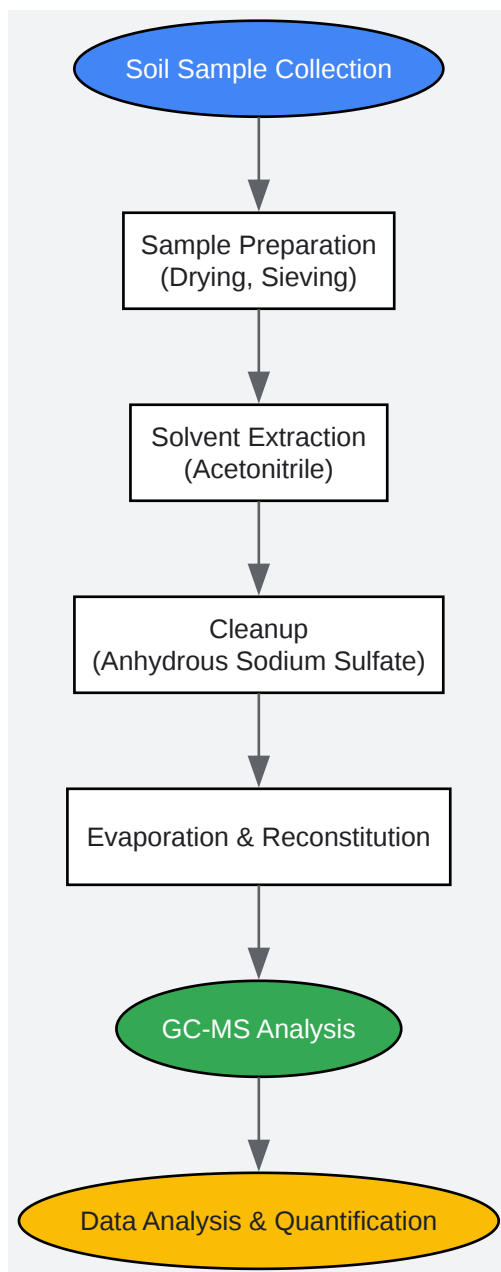 Soil Sample Collection
Sample Preparation
(Drying, Sieving)
Solvent Extraction
(Acetonitrile)
Cleanup
(Anhydrous Sodium Sulfate)
Evaporation & Reconstitution
GC-MS Analysis
Data Analysis & Quantification